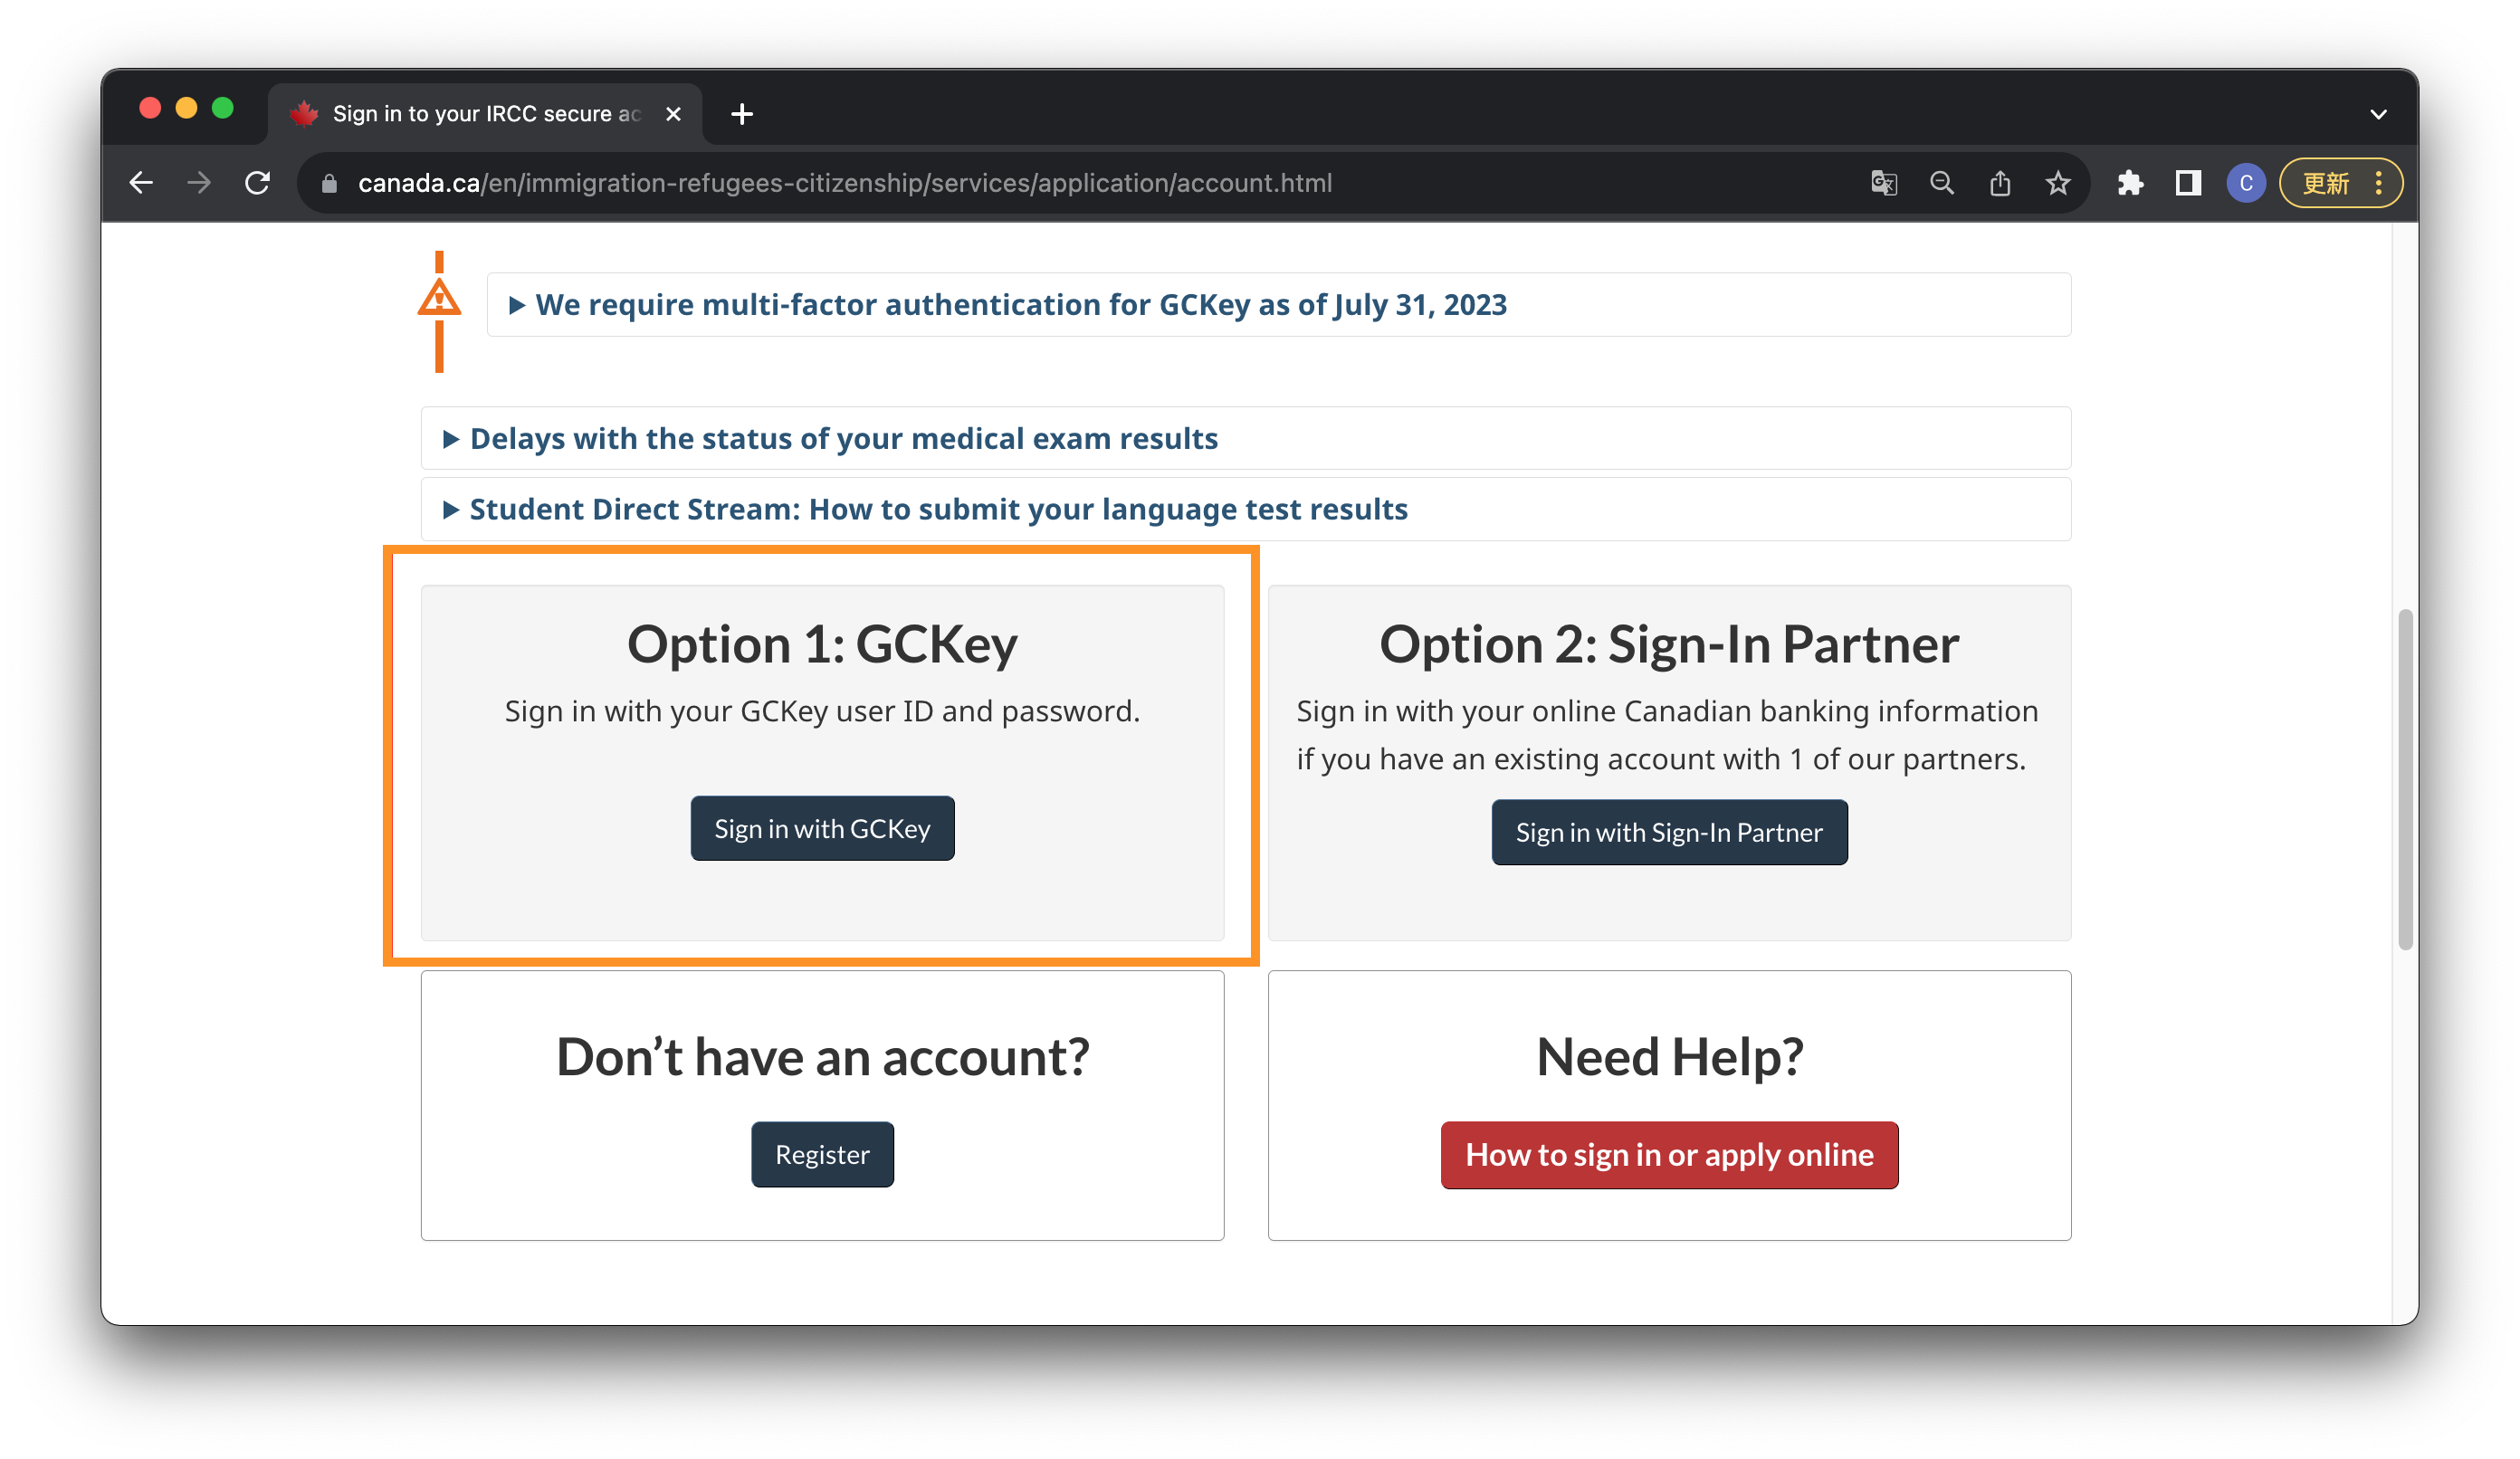 Sign in to your IRCC secure ac
canada.ca/en/immigration-refugees-citizenship/services/application/account.html
C
更新
We require multi-factor authentication for GCKey as of July 31, 2023
Delays with the status of your medical exam results
Student Direct Stream: How to submit your language test results
Option 1: GCKey
Sign in with your GCKey user ID and password.
Sign in with GCKey
Option 2: Sign-In Partner
Sign in with your online Canadian banking information
if you have an existing account with 1 of our partners.
Sign in with Sign-In Partner
Don’t have an account?
Register
Need Help?
How to sign in or apply online